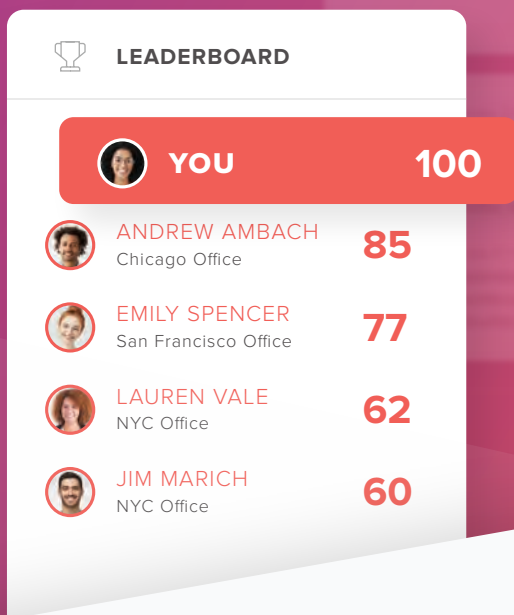 LEADERBOARD
YOU 100
ANDREW AMBACH 85
Chicago Office
EMILY SPENCER 77
San Francisco Office
LAUREN VALE 62
NYC Office
JIM MARICH 60
NYC Office